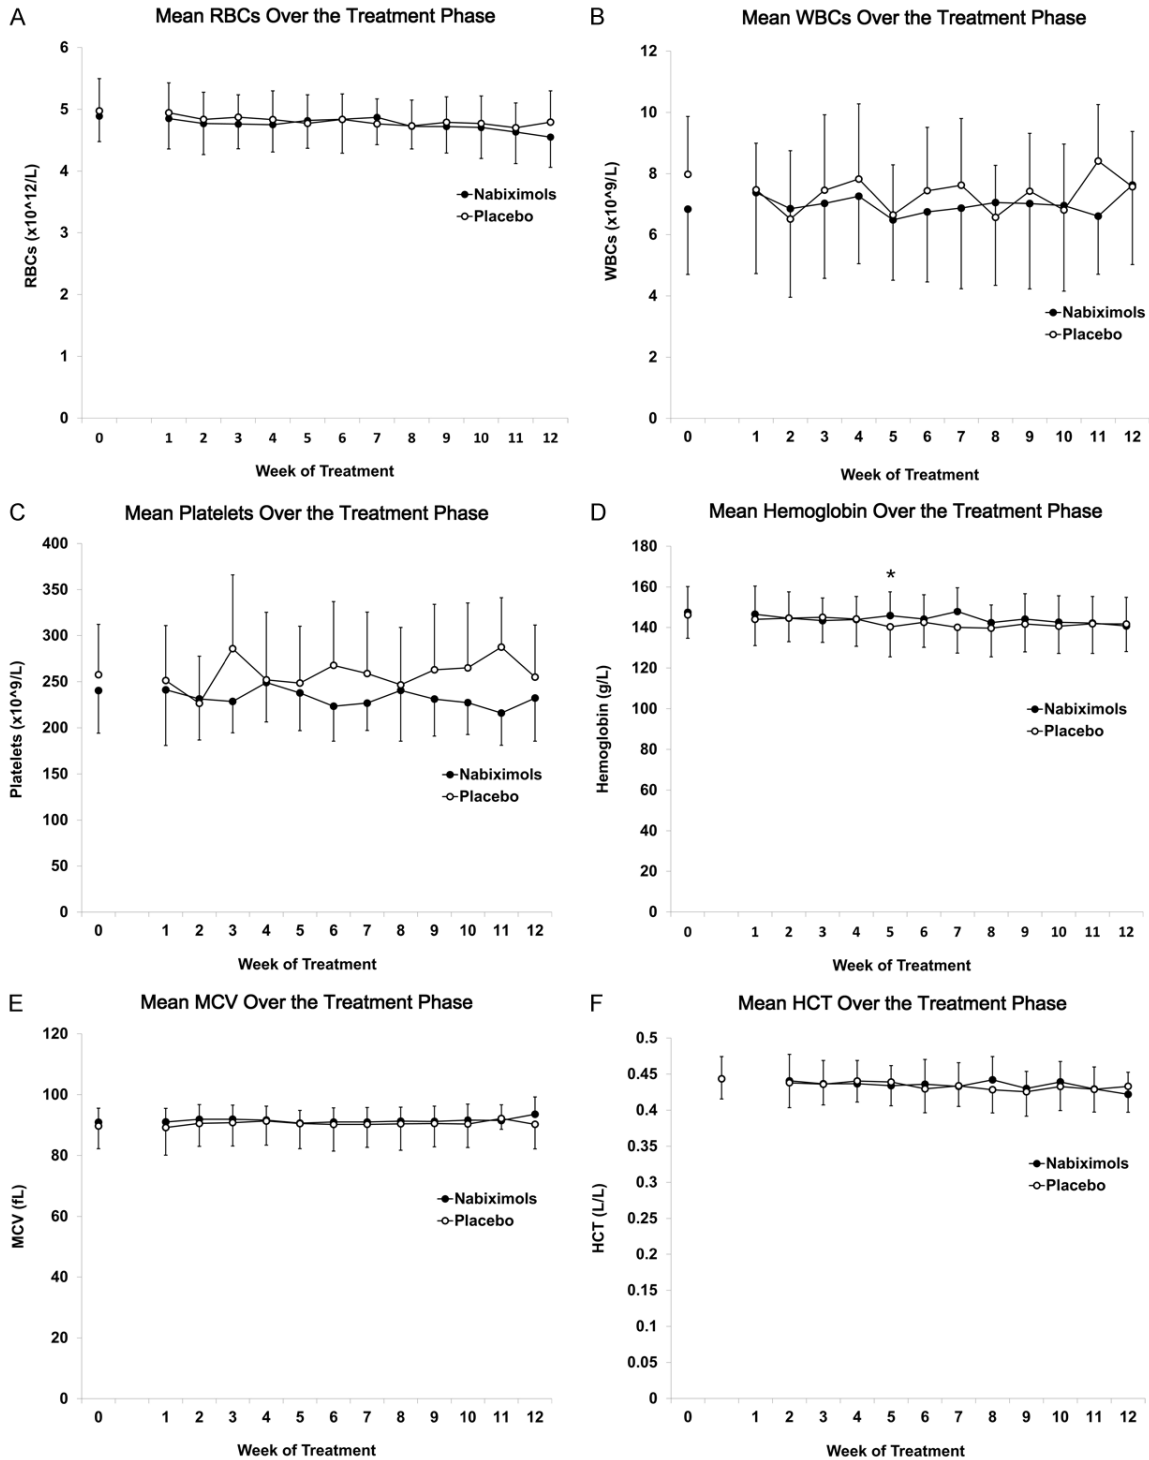 A
Mean RBCs Over the Treatment Phase
6
5
4
3
2
1
0
RBCs (x10^12/L)
Nabiximols
Placebo
0 1 2 3 4 5 6 7 8 9 10 11 12
Week of Treatment
B
Mean WBCs Over the Treatment Phase
12
10
8
6
4
2
0
WBCs (x10^9/L)
Nabiximols
Placebo
0 1 2 3 4 5 6 7 8 9 10 11 12
Week of Treatment
C
Mean Platelets Over the Treatment Phase
400
350
300
250
200
150
100
50
0
Platelets (x10^9/L)
Nabiximols
Placebo
0 1 2 3 4 5 6 7 8 9 10 11 12
Week of Treatment
D
Mean Hemoglobin Over the Treatment Phase
180
160
140
120
100
80
60
40
20
0
Hemoglobin (g/L)
*
Nabiximols
Placebo
0 1 2 3 4 5 6 7 8 9 10 11 12
Week of Treatment
E
Mean MCV Over the Treatment Phase
120
100
80
60
40
20
0
MCV (fL)
Nabiximols
Placebo
0 1 2 3 4 5 6 7 8 9 10 11 12
Week of Treatment
F
Mean HCT Over the Treatment Phase
0.5
0.45
0.4
0.35
0.3
0.25
0.2
0.15
0.1
0.05
0
HCT (L/L)
Nabiximols
Placebo
0 1 2 3 4 5 6 7 8 9 10 11 12
Week of Treatment